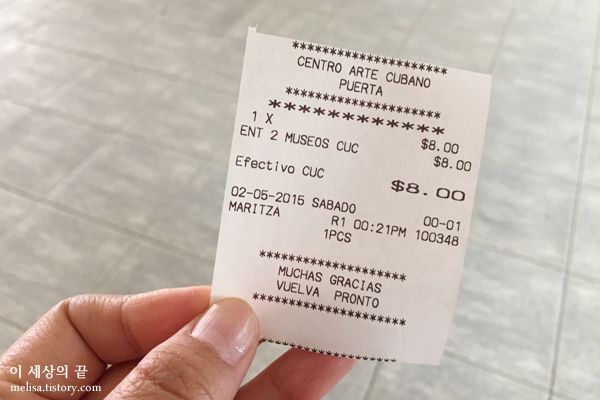 ********************
CENTRO ARTE CUBANO
PUERTA
********************
************
1 X $8.00
ENT 2 MUSEOS CUC $8.00
Efectivo CUC $8.00
02-05-2015 SABADO 00-01
MARITZA R1 00:21PM 100348
1PCS
********************
MUCHAS GRACIAS
VUELVA PRONTO
********************
********************
이 세상의 끝
melisa.tistory.com